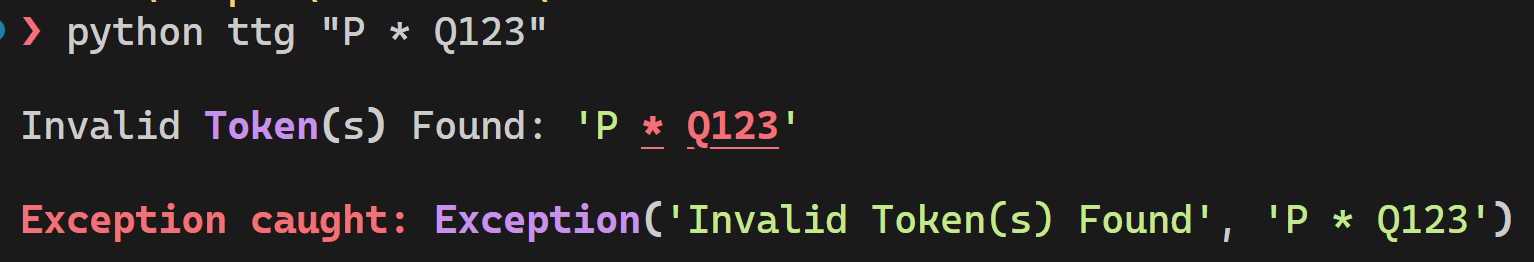 ❯ python ttg "P * Q123"
Invalid Token(s) Found: 'P * Q123'
Exception caught: Exception('Invalid Token(s) Found', 'P * Q123')